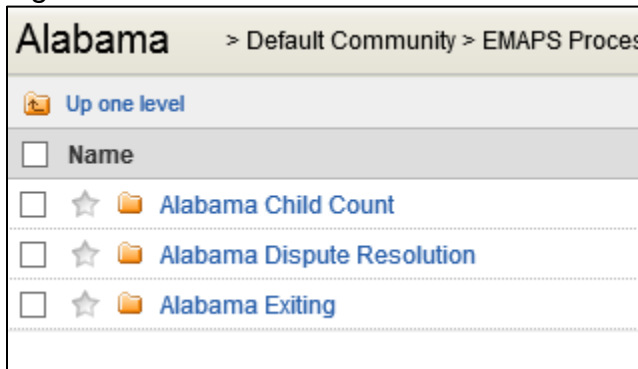 Alabama > Default Community > EMAPS Proces
Up one level
Name
Alabama Child Count
Alabama Dispute Resolution
Alabama Exiting